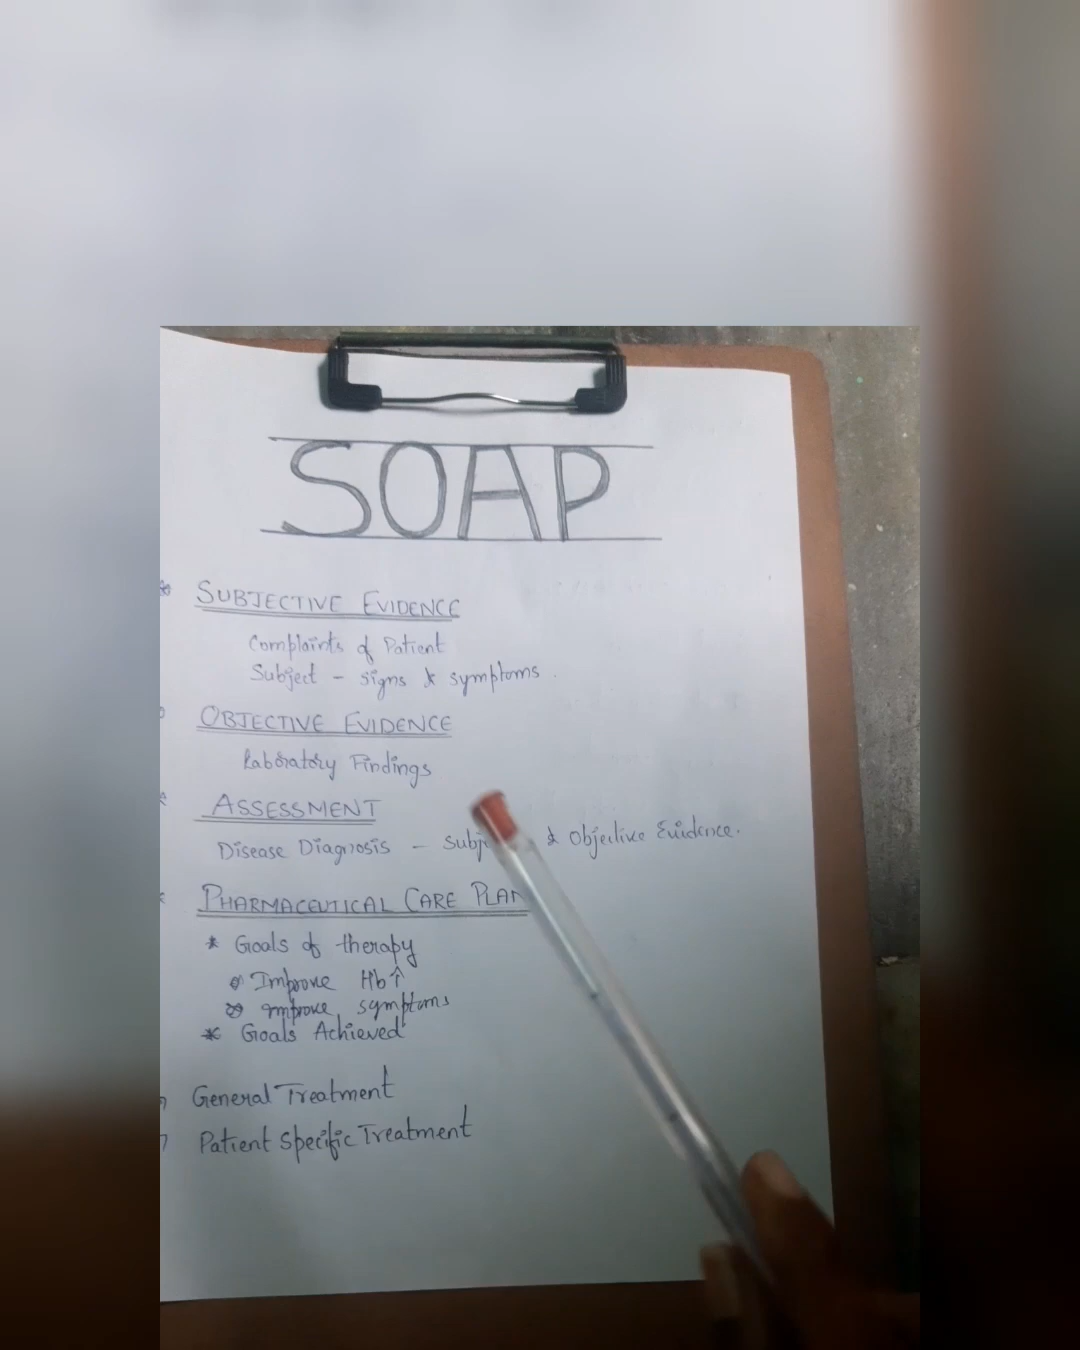 SOAP
SUBJECTIVE EVIDENCE
Complaints of Patient
Subject - signs & symptoms.
OBJECTIVE EVIDENCE
Laboratory Findings
ASSESSMENT
Disease Diagnosis - & Objective Evidence.
PHARMACEUTICAL CARE PLAN
* Goals of therapy
Improve Hb↑
Improve symptoms
* Goals Achieved
General Treatment
Patient Specific Treatment